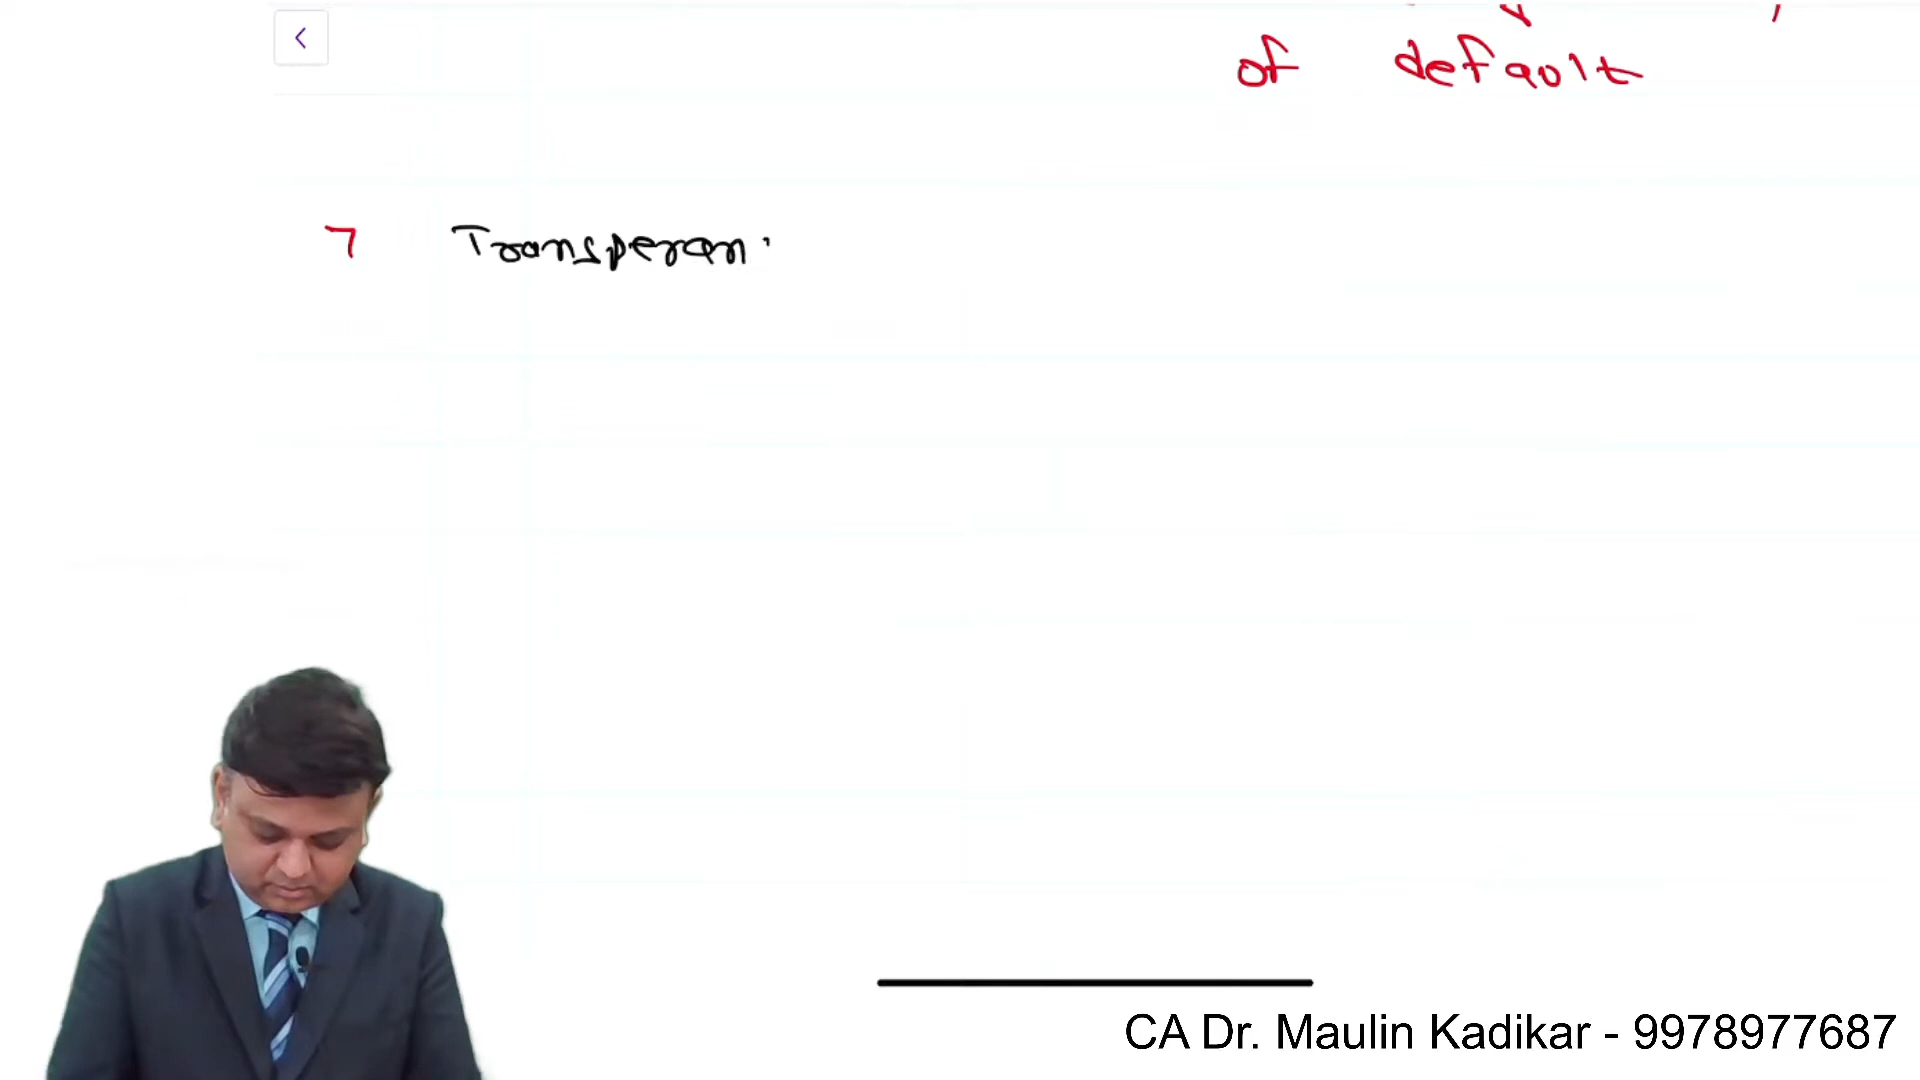 of default
7 Transperan
CA Dr. Maulin Kadikar - 9978977687